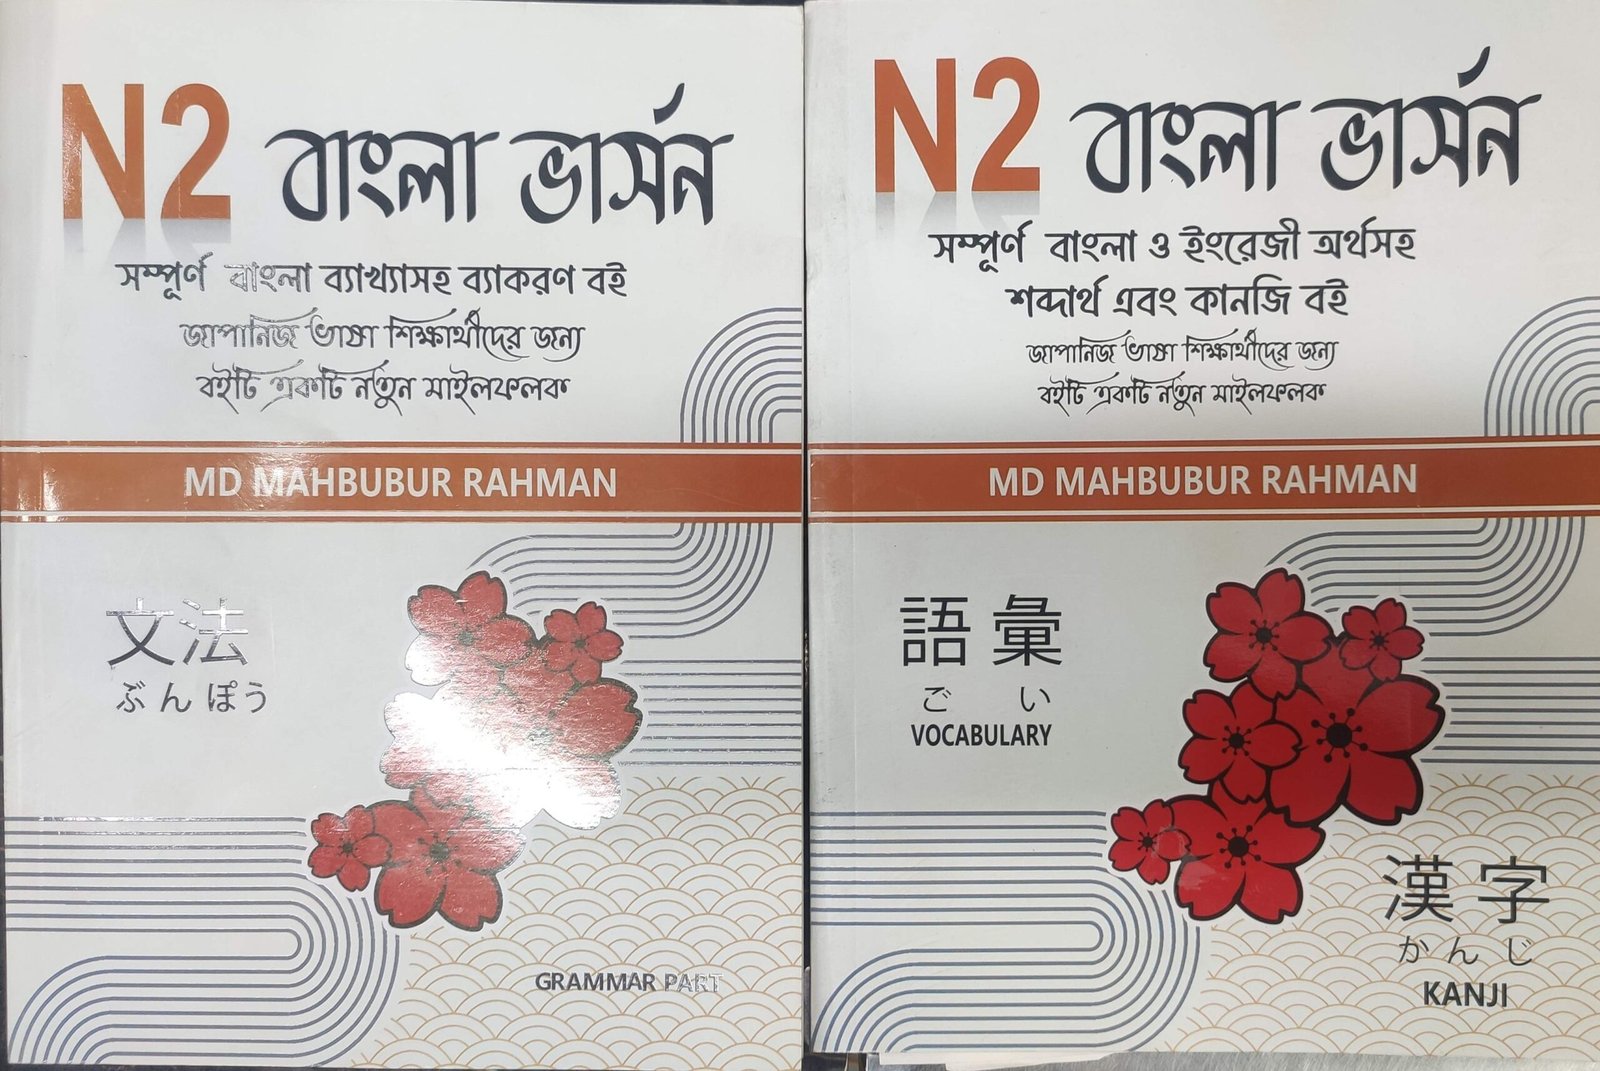 N2 বাংলা ভার্সন
সম্পূর্ণ বাংলা ব্যাখ্যাসহ ব্যাকরণ বই
জাপানিজ ভাষা শিক্ষার্থীদের জন্য
বইটি একটি নতুন মাইলফলক
MD MAHBUBUR RAHMAN
文法
ぶんぽう
GRAMMAR PART
N2 বাংলা ভার্সন
সম্পূর্ণ বাংলা ও ইংরেজী অর্থসহ
শব্দার্থ এবং কানজি বই
জাপানিজ ভাষা শিক্ষার্থীদের জন্য
বইটি একটি নতুন মাইলফলক
MD MAHBUBUR RAHMAN
語彙
ごい
VOCABULARY
漢字
かんじ
KANJI